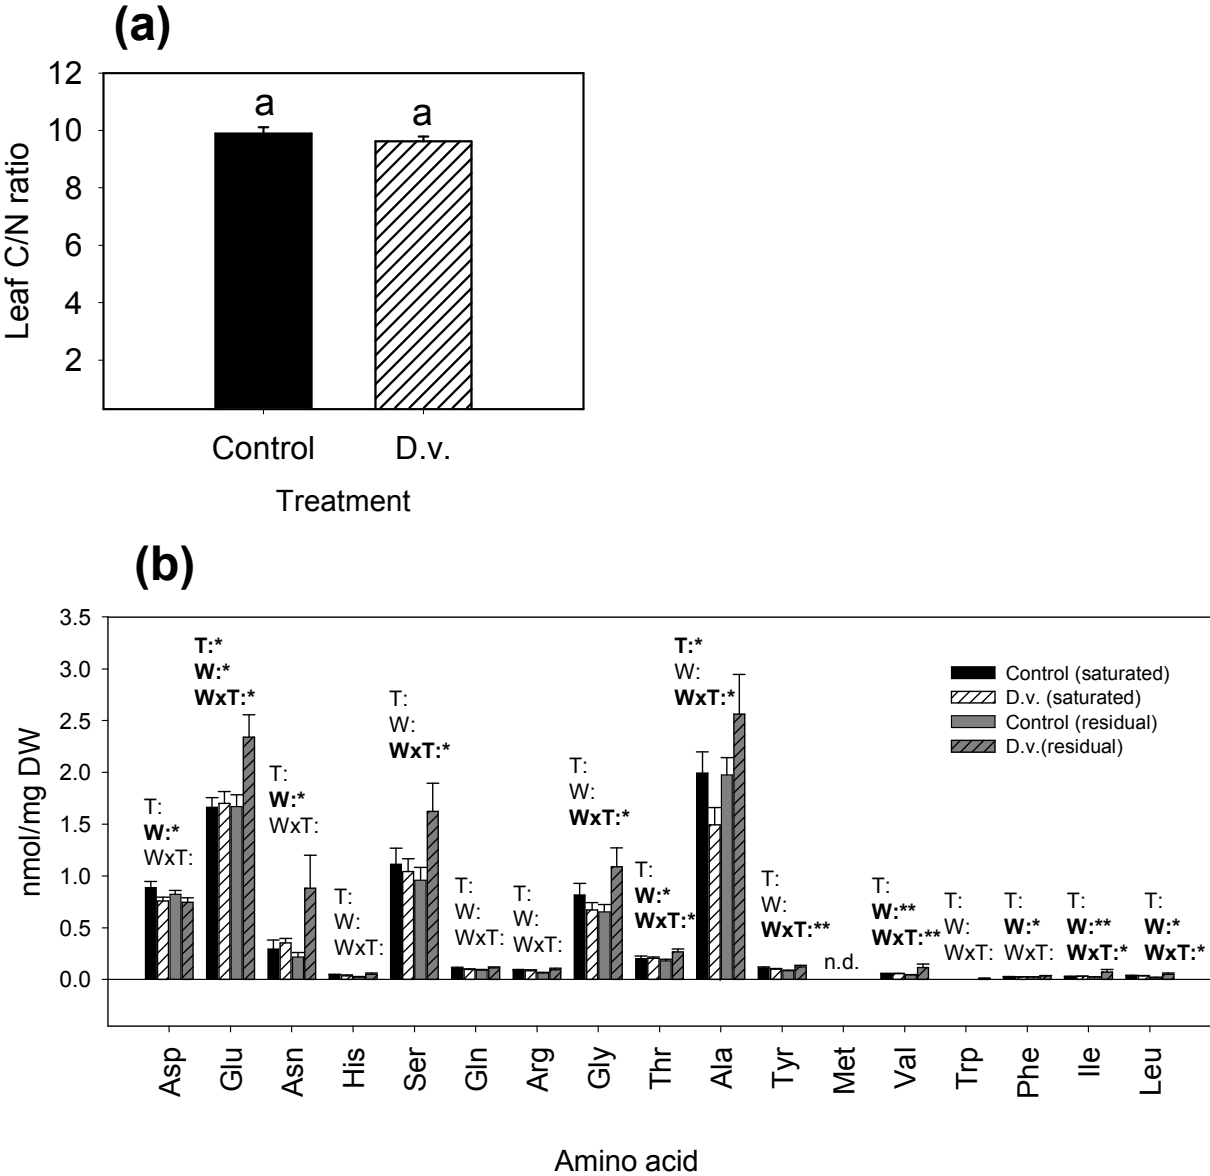 (a)
12
10
8
6
4
2
Leaf C/N ratio
a
a
Control
D.v.
Treatment
(b)
3.5
3.0
2.5
2.0
1.5
1.0
0.5
0.0
nmol/mg DW
Control (saturated)
D.v. (saturated)
Control (residual)
D.v.(residual)
T:
W:*
WxT:
T:*
W:*
WxT:*
T:
W:*
WxT:
T:
W:
WxT:
T:
W:
WxT:*
T:
W:
WxT:
T:
W:
WxT:
T:
W:
WxT:*
T:
W:*
WxT:*
T:*
W:
WxT:*
T:
W:
WxT:**
n.d.
T:
W:**
WxT:**
T:
W:
WxT:
T:
W:*
WxT:
T:
W:**
WxT:*
T:
W:*
WxT:*
Asp
Glu
Asn
His
Ser
Gln
Arg
Gly
Thr
Ala
Tyr
Met
Val
Trp
Phe
Ile
Leu
Amino acid